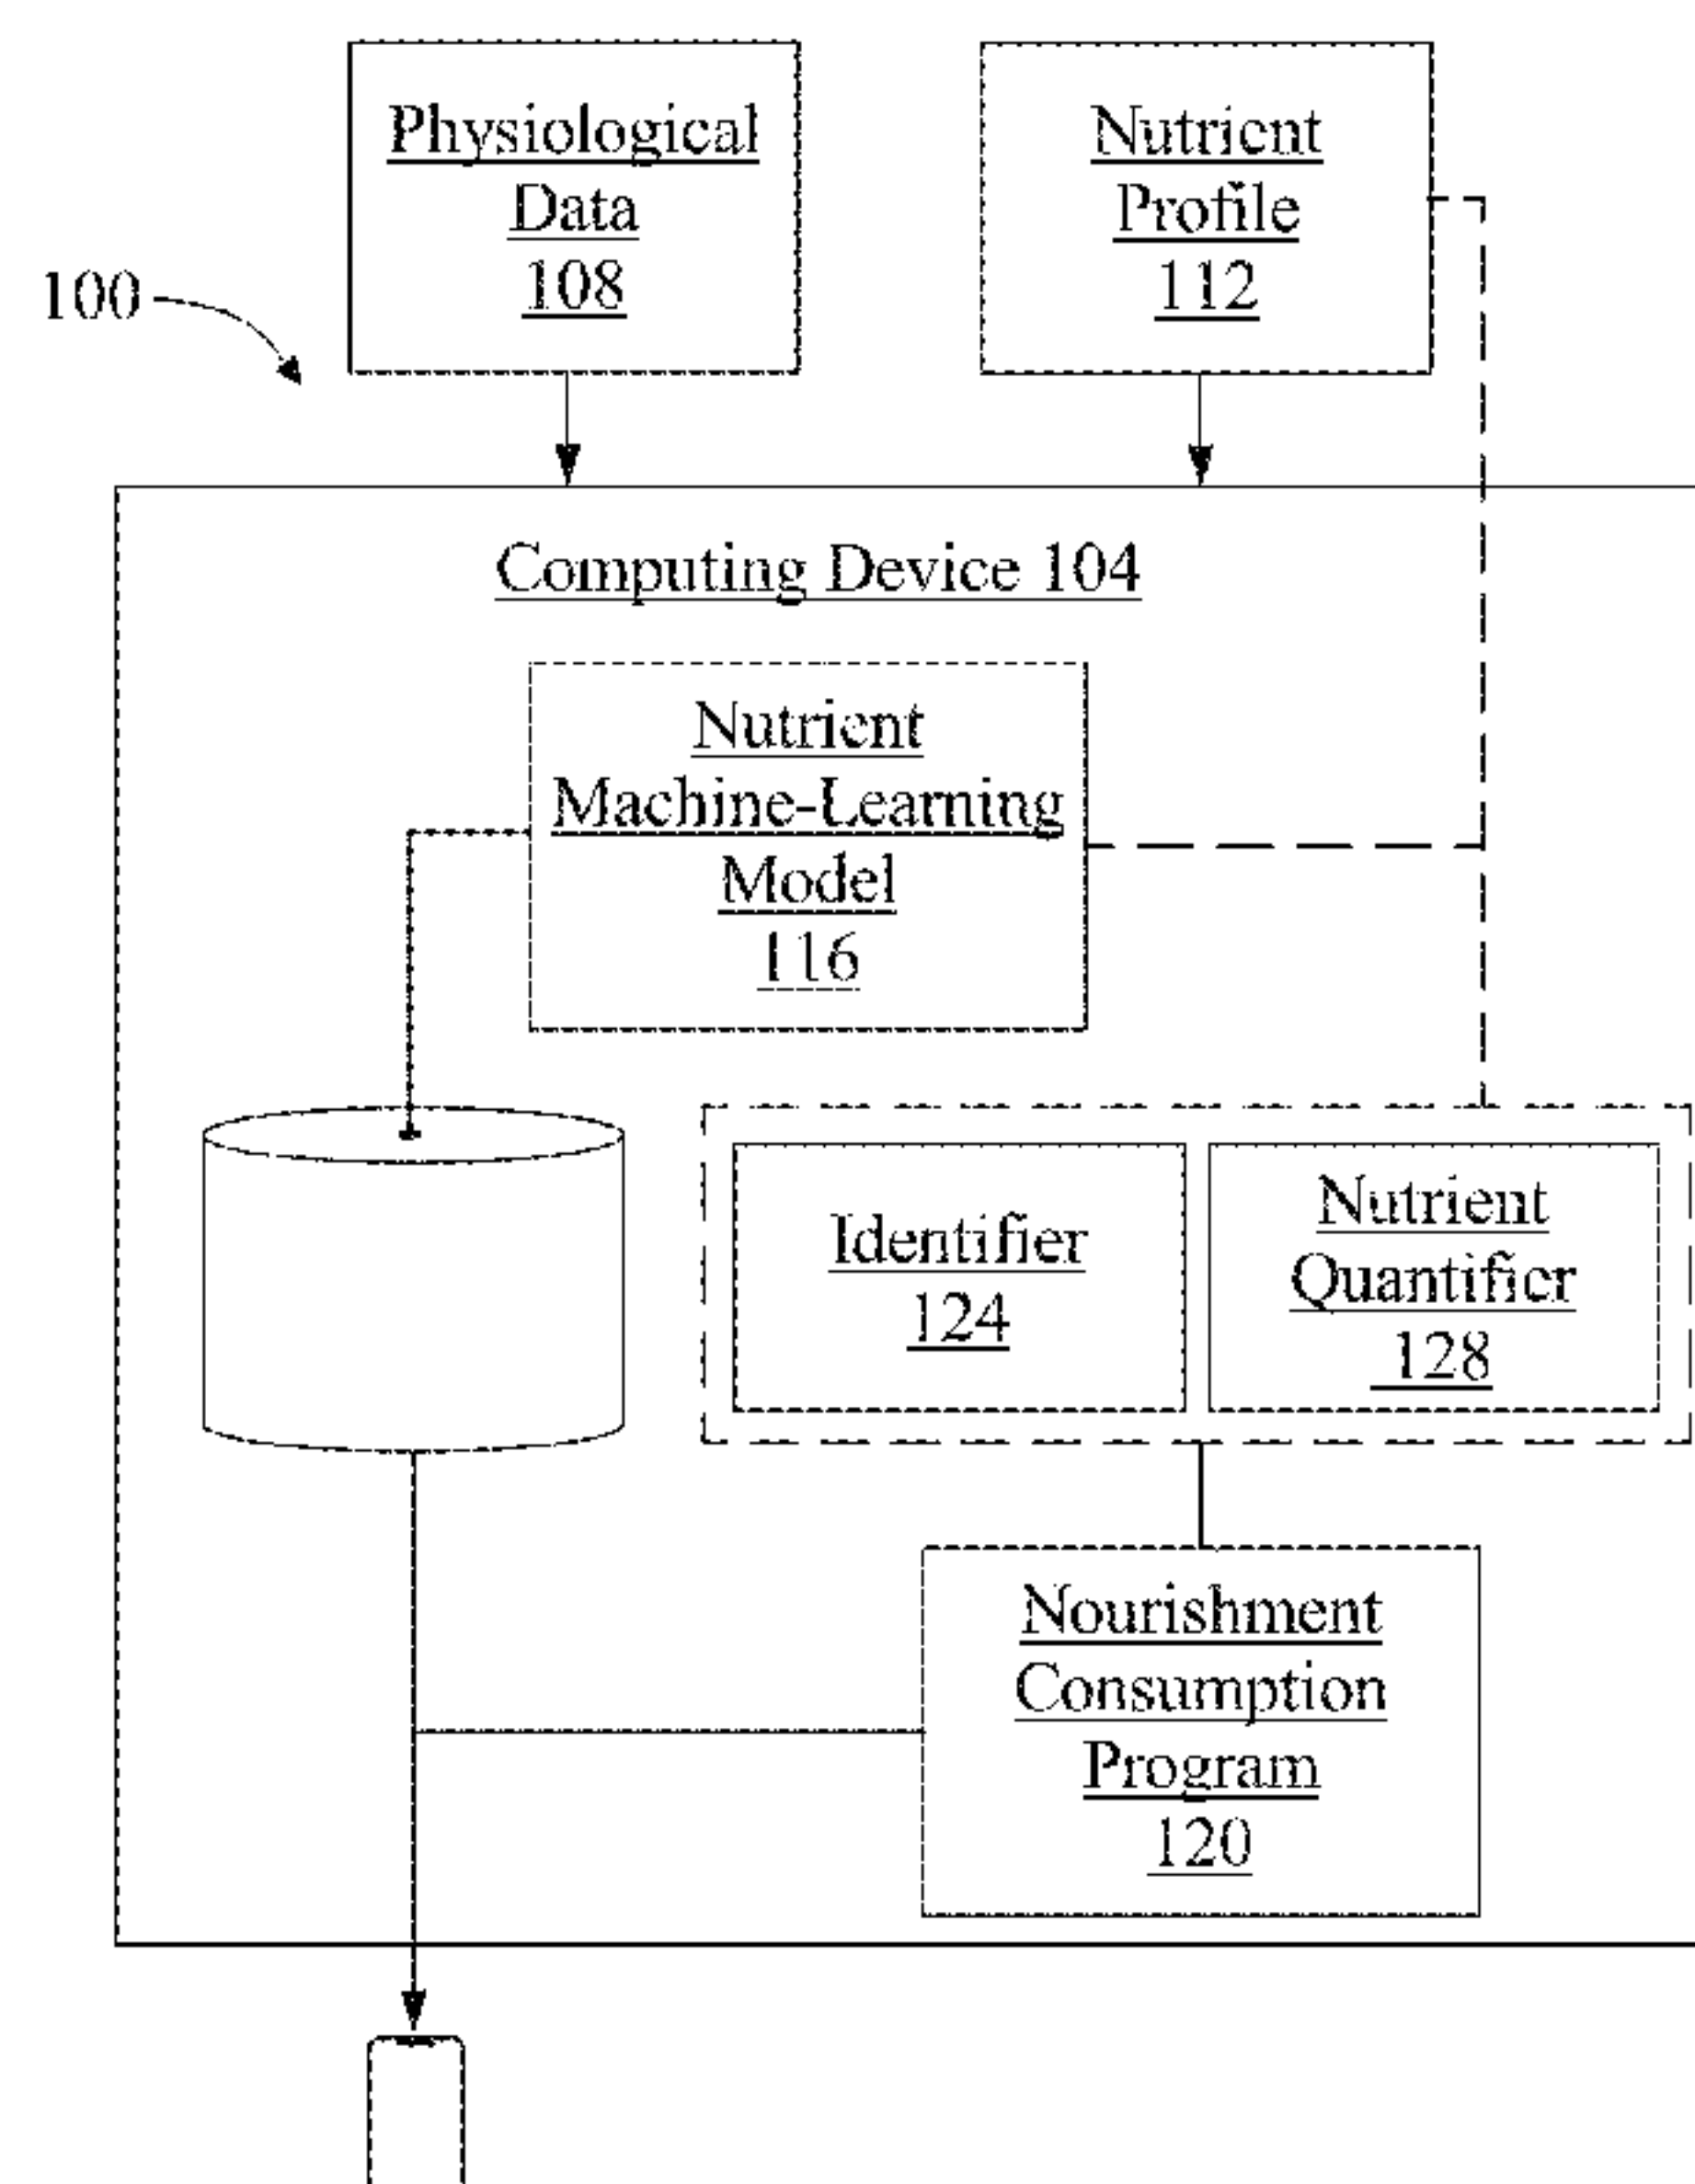 Physiological
Data
108
Nutrient
Profile
112
100
Computing Device 104
Nutrient
Machine-Learning
Model
116
Identifier
124
Nutrient
Quantifier
128
Nourishment
Consumption
Program
120